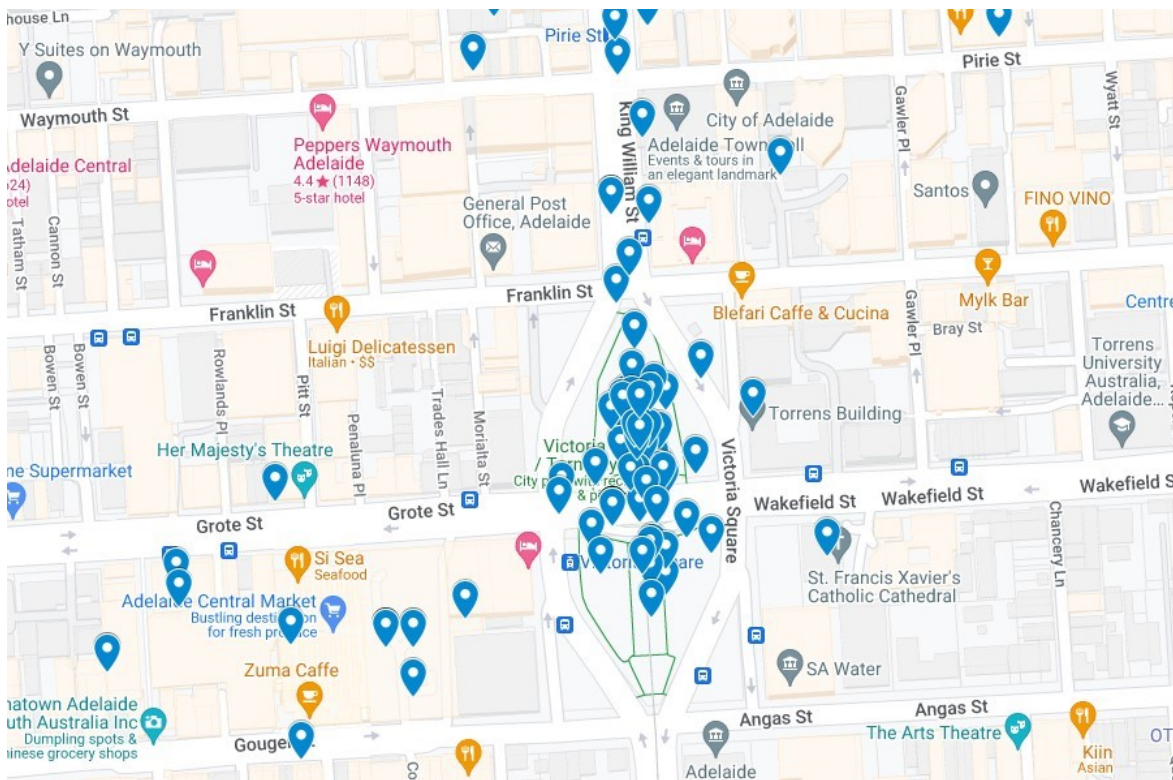 house Ln
Y Suites on Waymouth
Pirie St
Pirie St
Waymouth St
Peppers Waymouth
Adelaide
4.4 ★ (1148)
5-star hotel
King William St
City of Adelaide
Adelaide Town
Events & tours in
an elegant landmark
Gawler Pl
Wyatt St
Adelaide Central
524)
otel
General Post
Office, Adelaide
Santos
FINO VINO
Tatham St
Cannon St
Franklin St
Franklin St
Blefari Caffe & Cucina
Mylk Bar
Centre
Gawler Pl
Bray St
Luigi Delicatessen
Italian • $$
Torrens
University
Australia,
Adelaide...
Bowen St
Bowen St
Rowlands Pl
Pitt St
Penaluna Pl
Trades Hall Ln
Morialta St
Torrens Building
Her Majesty's Theatre
ne Supermarket
Victoria
City
Victoria Square
Wakefield St
Wakefield St
Wakefield S
Grote St
Grote St
Chancery Ln
Si Sea
Seafood
St. Francis Xavier's
Catholic Cathedral
Adelaide Central Market
Bustling
for fresh
Zuma Caffe
SA Water
natown Adelaide
uth Australia Inc
Dumpling spots &
inese grocery shops
Angas St
Angas St
The Arts Theatre
Gouger
Co
Adelaide
Kiin
Asian
OT